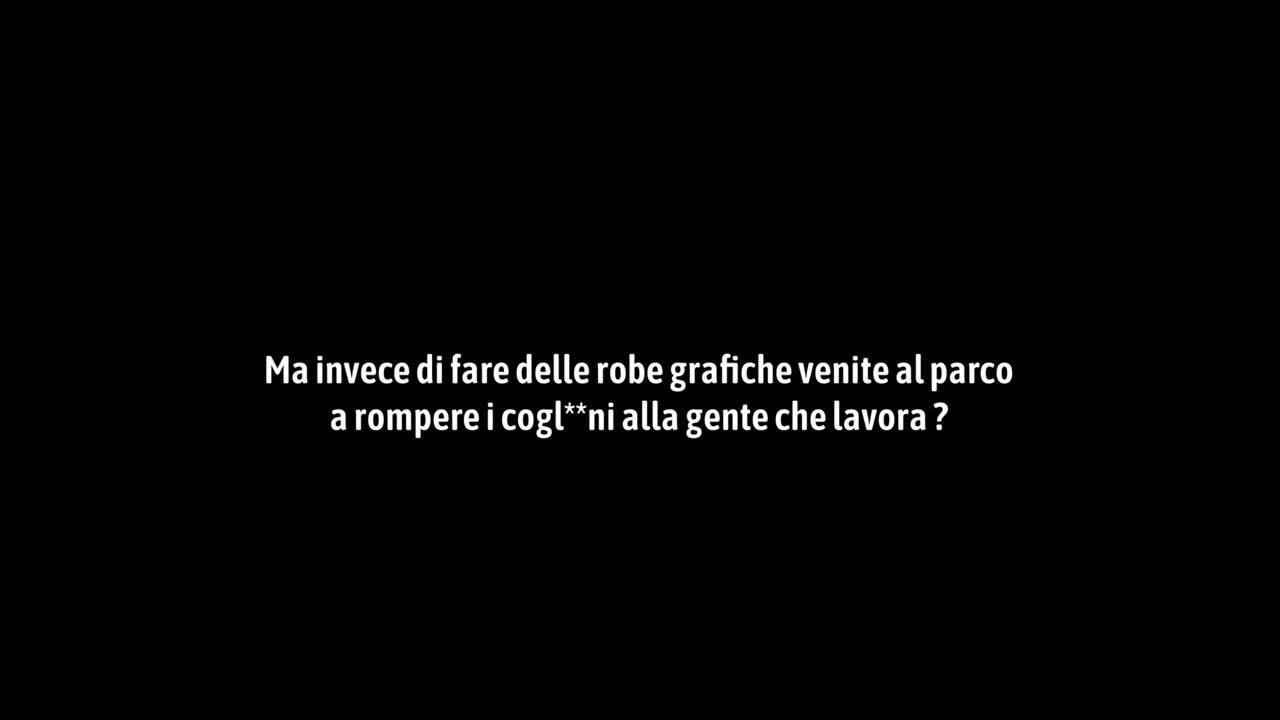 Ma invece di fare delle robe grafiche venite al parco
a rompere i cogl**ni alla gente che lavora ?